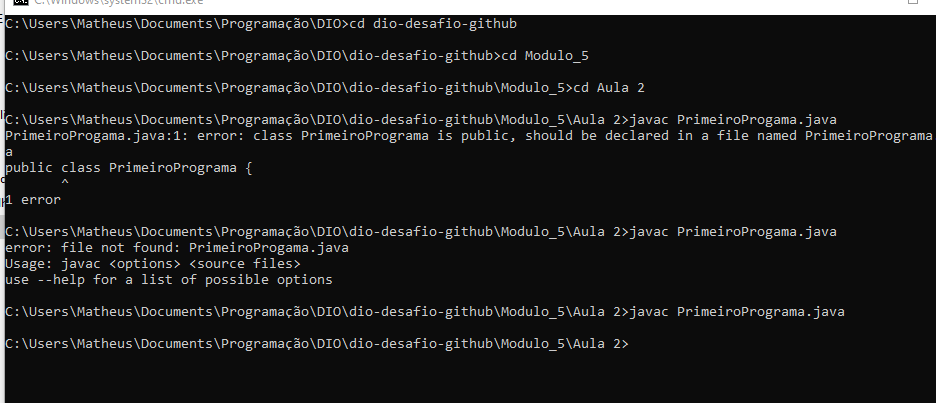 C:\Windows\system32\cmd.exe
C:\Users\Matheus\Documents\Programação\DIO>cd dio-desafio-github
C:\Users\Matheus\Documents\Programação\DIO\dio-desafio-github>cd Modulo_5
C:\Users\Matheus\Documents\Programação\DIO\dio-desafio-github\Modulo_5>cd Aula 2
C:\Users\Matheus\Documents\Programação\DIO\dio-desafio-github\Modulo_5\Aula 2>javac PrimeiroProgama.java
PrimeiroProgama.java:1: error: class PrimeiroPrograma is public, should be declared in a file named PrimeiroPrograma
a
public class PrimeiroPrograma {
^
1 error
C:\Users\Matheus\Documents\Programação\DIO\dio-desafio-github\Modulo_5\Aula 2>javac PrimeiroProgama.java
error: file not found: PrimeiroProgama.java
Usage: javac <options> <source files>
use --help for a list of possible options
C:\Users\Matheus\Documents\Programação\DIO\dio-desafio-github\Modulo_5\Aula 2>javac PrimeiroPrograma.java
C:\Users\Matheus\Documents\Programação\DIO\dio-desafio-github\Modulo_5\Aula 2>